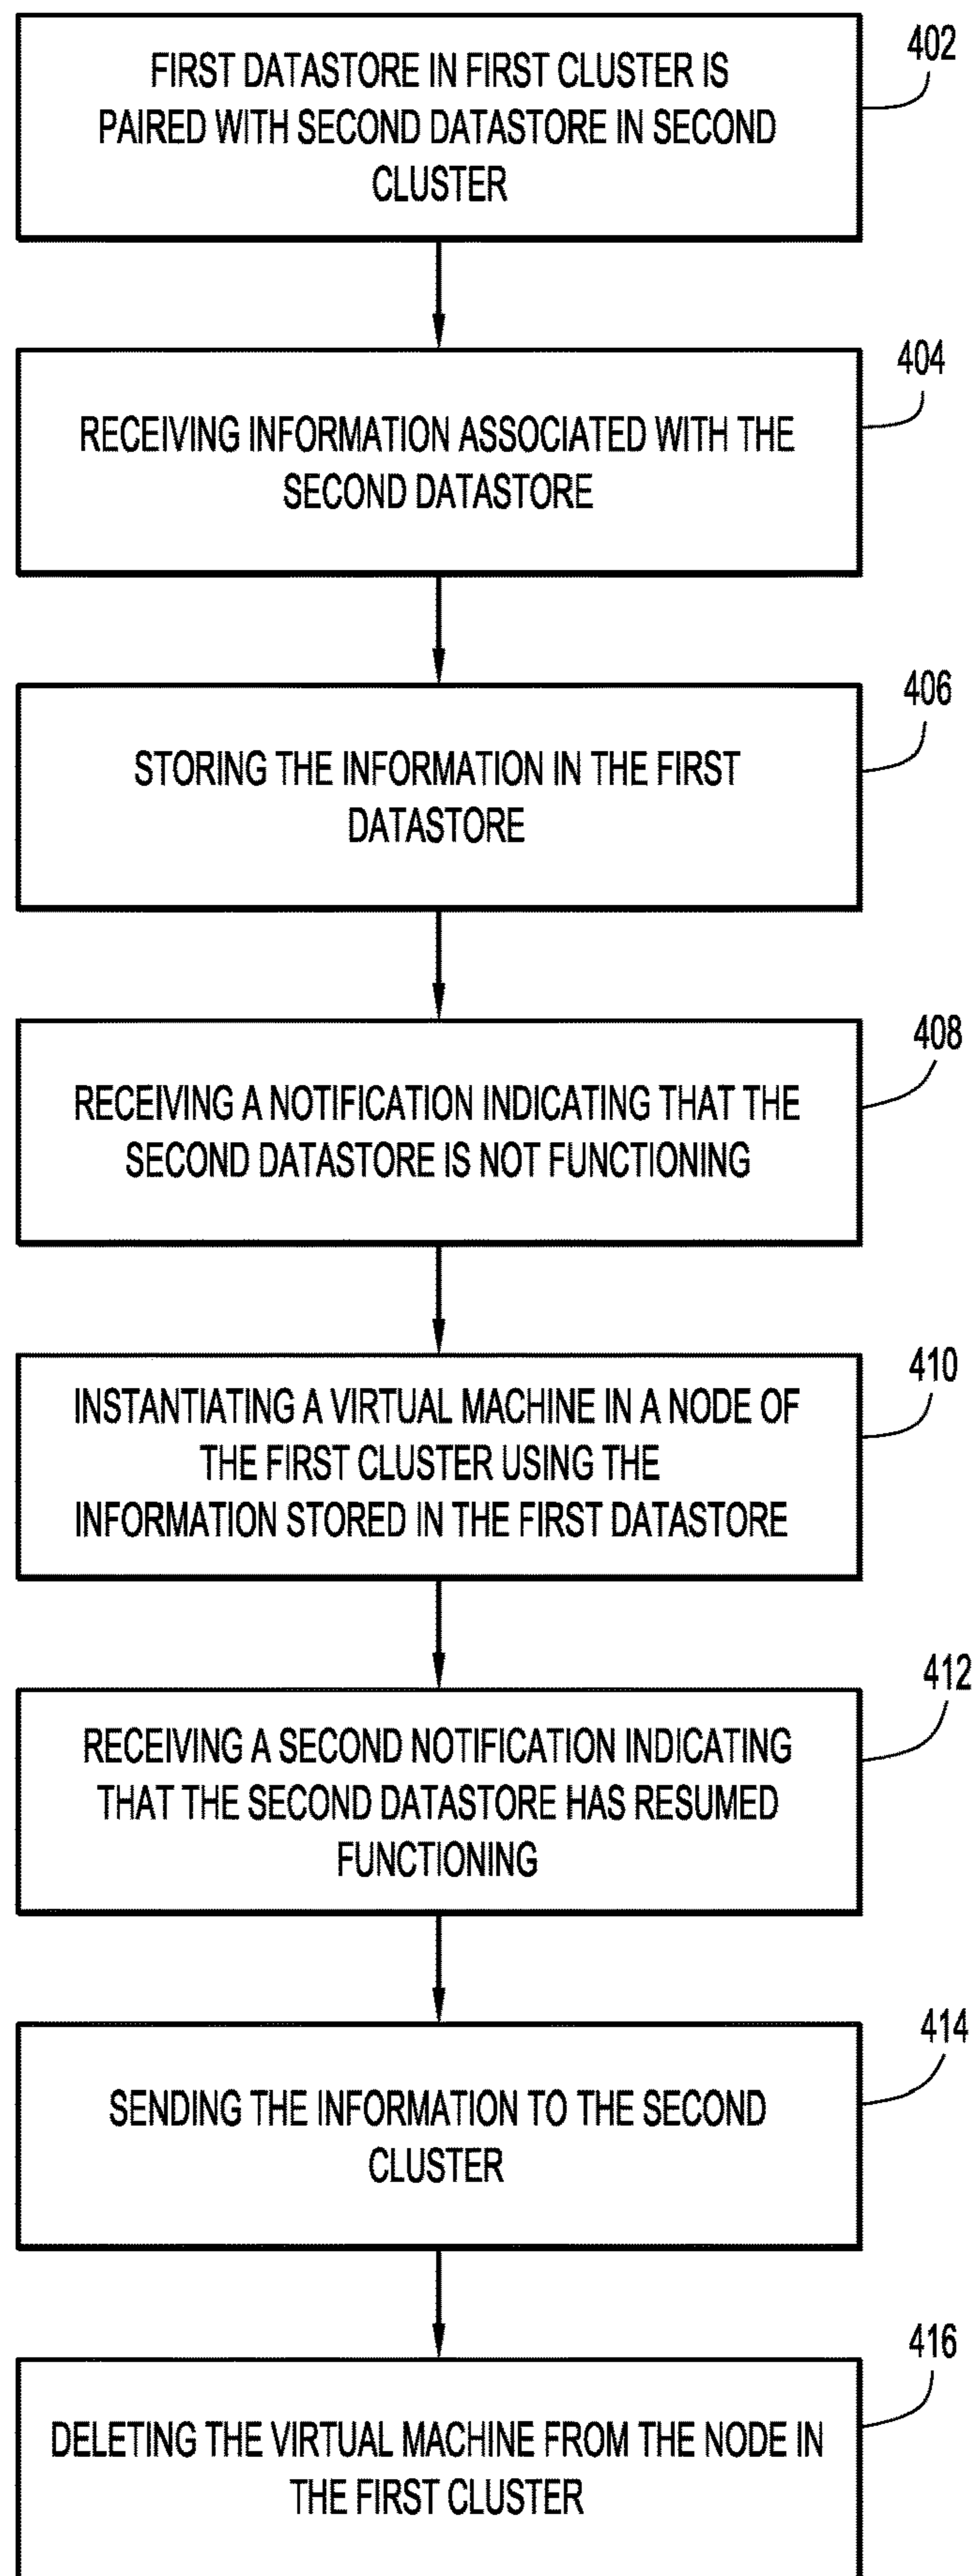 402
FIRST DATASTORE IN FIRST CLUSTER IS
PAIRED WITH SECOND DATASTORE IN SECOND
CLUSTER
404
RECEIVING INFORMATION ASSOCIATED WITH THE
SECOND DATASTORE
406
STORING THE INFORMATION IN THE FIRST
DATASTORE
408
RECEIVING A NOTIFICATION INDICATING THAT THE
SECOND DATASTORE IS NOT FUNCTIONING
410
INSTANTIATING A VIRTUAL MACHINE IN A NODE OF
THE FIRST CLUSTER USING THE
INFORMATION STORED IN THE FIRST DATASTORE
412
RECEIVING A SECOND NOTIFICATION INDICATING
THAT THE SECOND DATASTORE HAS RESUMED
FUNCTIONING
414
SENDING THE INFORMATION TO THE SECOND
CLUSTER
416
DELETING THE VIRTUAL MACHINE FROM THE NODE IN
THE FIRST CLUSTER